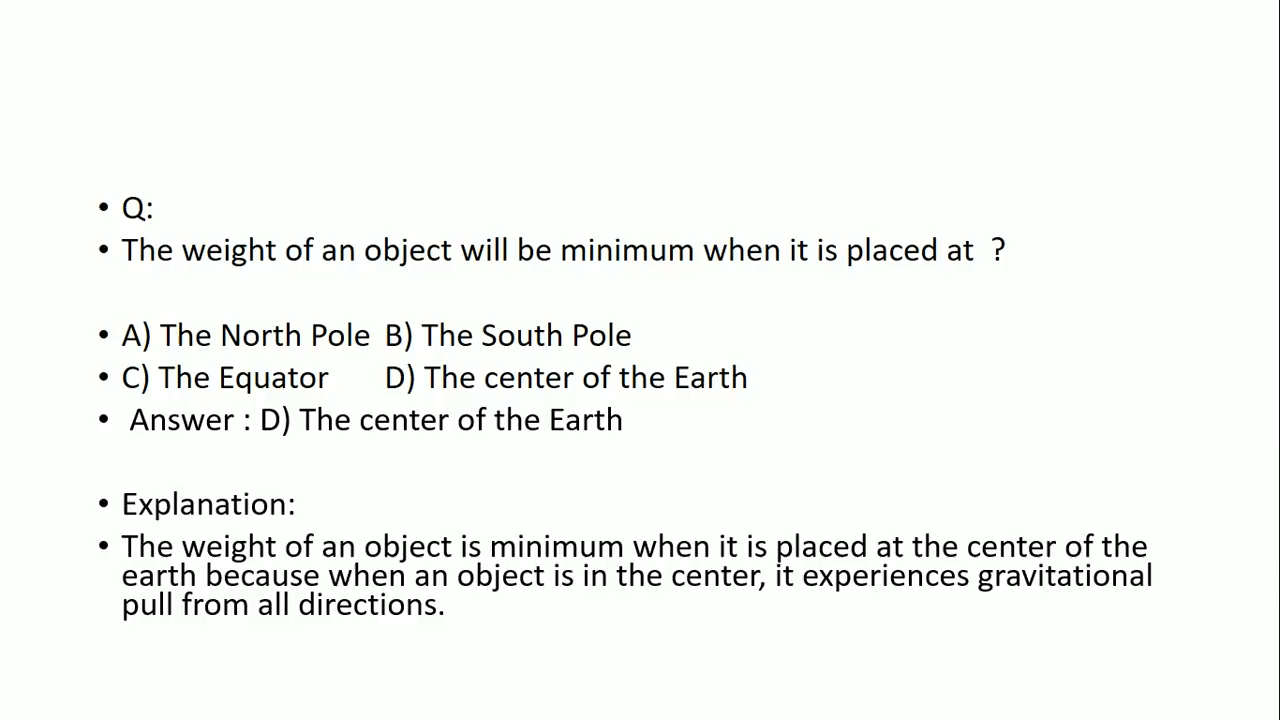 • Q:
• The weight of an object will be minimum when it is placed at ?
• A) The North Pole B) The South Pole
• C) The Equator D) The center of the Earth
• Answer : D) The center of the Earth
• Explanation:
• The weight of an object is minimum when it is placed at the center of the
earth because when an object is in the center, it experiences gravitational
pull from all directions.